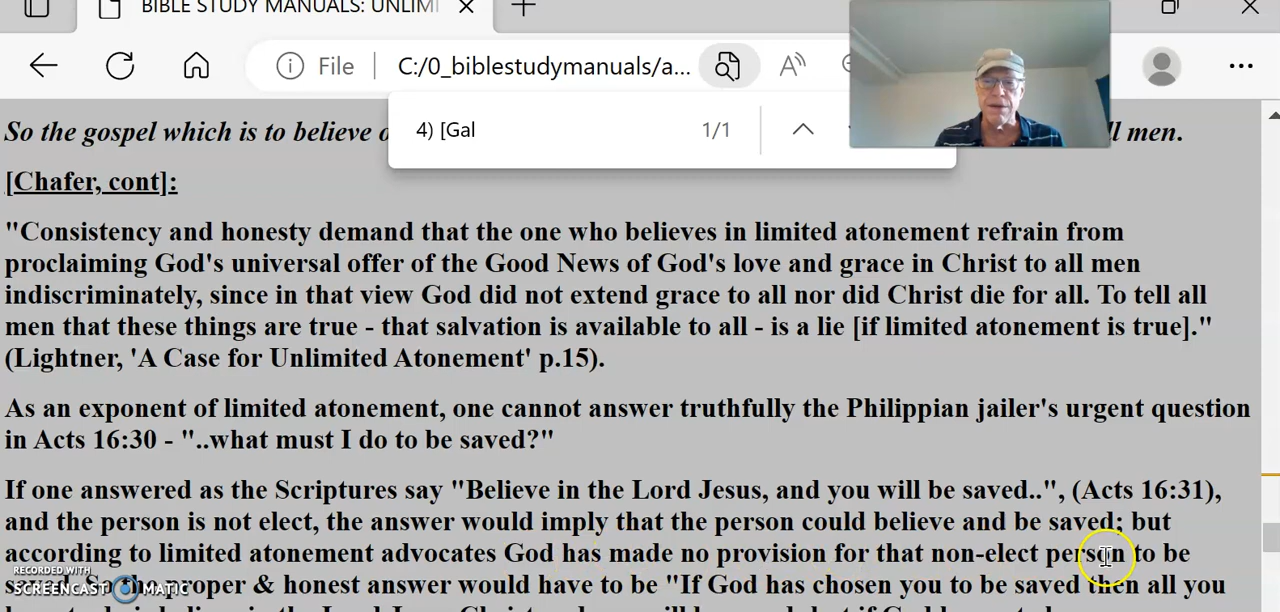 BIBLE STUDY MANUALS: UNLIMI
File C:/0_biblestudymanuals/a...
4) [Gal 1/1
So the gospel which is to believe ll men.
[Chafer, cont]:
"Consistency and honesty demand that the one who believes in limited atonement refrain from
proclaiming God's universal offer of the Good News of God's love and grace in Christ to all men
indiscriminately, since in that view God did not extend grace to all nor did Christ die for all. To tell all
men that these things are true - that salvation is available to all - is a lie [if limited atonement is true]."
(Lightner, 'A Case for Unlimited Atonement' p.15).
As an exponent of limited atonement, one cannot answer truthfully the Philippian jailer's urgent question
in Acts 16:30 - "..what must I do to be saved?"
If one answered as the Scriptures say "Believe in the Lord Jesus, and you will be saved..", (Acts 16:31),
and the person is not elect, the answer would imply that the person could believe and be saved; but
according to limited atonement advocates God has made no provision for that non-elect person to be
RECORDED WITH
proper & honest answer would have to be "If God has chosen you to be saved then all you
SCREENCAST MATIC